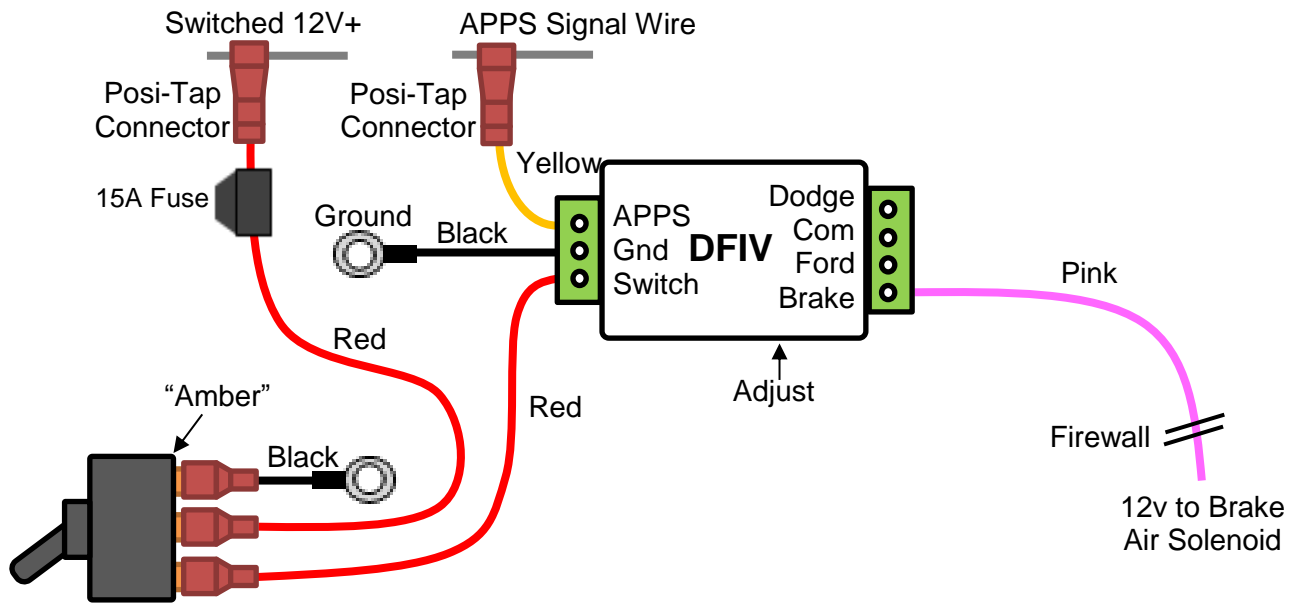 Switched 12V+
APPS Signal Wire
Posi-Tap
Connector
Posi-Tap
Connector
Yellow
15A Fuse
Ground
Black
APPS
Gnd
Switch
DFIV
Dodge
Com
Ford
Brake
Pink
Red
Adjust
“Amber”
Red
Black
Firewall
12v to Brake
Air Solenoid